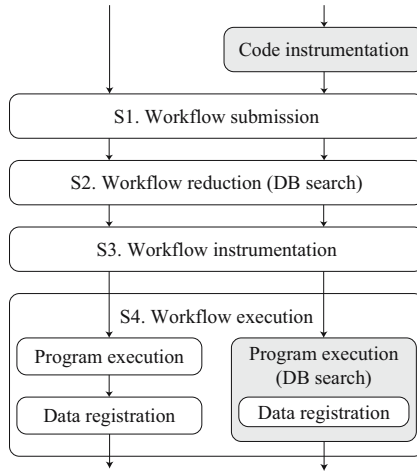 Code instrumentation
S1. Workflow submission
S2. Workflow reduction (DB search)
S3. Workflow instrumentation
S4. Workflow execution
Program execution
Data registration
Program execution
(DB search)
Data registration